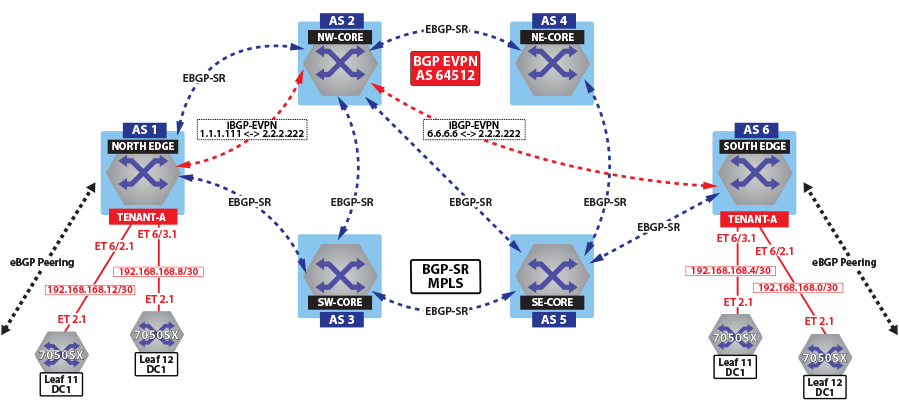 AS 2
NW-CORE
EBGP-SR
AS 4
NE-CORE
BGP EVPN
AS 64512
EBGP-SR
iBGP-EVPN
1.1.1.111 <-> 2.2.2.222
iBGP-EVPN
6.6.6.6 <-> 2.2.2.222
AS 1
NORTH EDGE
TENANT-A
AS 6
SOUTH EDGE
TENANT-A
EBGP-SR
EBGP-SR
EBGP-SR
EBGP-SR
EBGP-SR
ET 6/2.1
ET 6/3.1
eBGP Peering
192.168.168.8/30
192.168.168.12/30
ET 2.1
ET 2.1
7050SX
Leaf 11
DC1
7050SX
Leaf 12
DC1
BGP-SR
MPLS
SW-CORE
AS 3
EBGP-SR
SE-CORE
AS 5
ET 6/3.1
ET 6/2.1
eBGP Peering
192.168.168.4/30
192.168.168.0/30
ET 2.1
ET 2.1
7050SX
Leaf 11
DC1
7050SX
Leaf 12
DC1